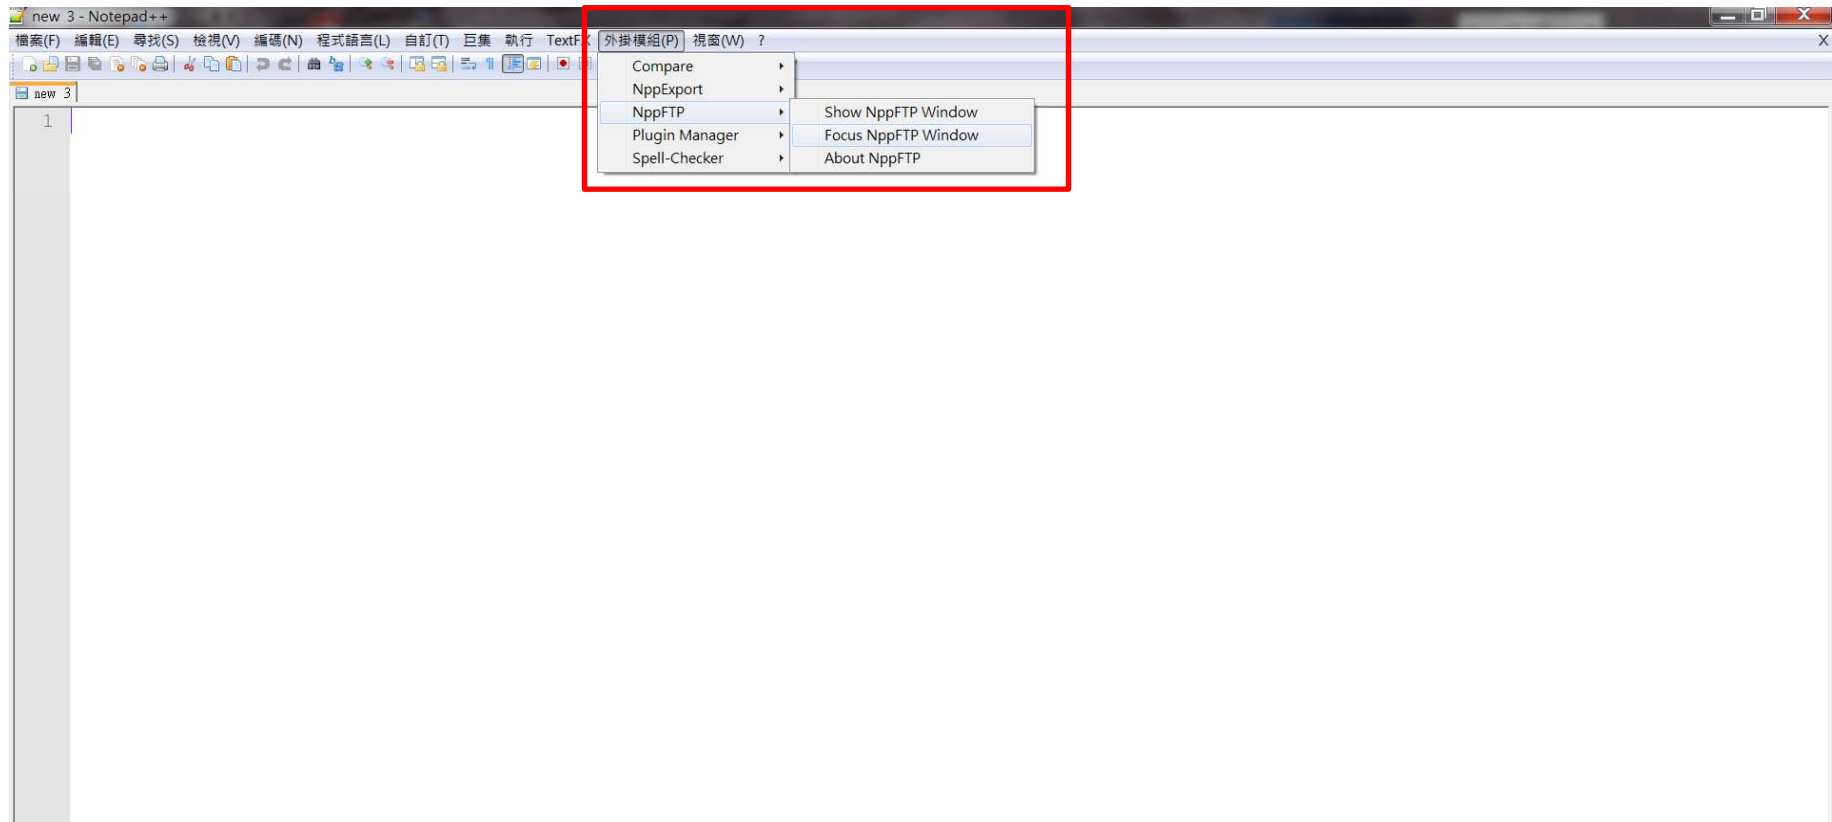 new 3 - Notepad++
檔案(F) 編輯(E) 尋找(S) 檢視(V) 編碼(N) 程式語言(L) 自訂(T) 巨集 執行 TextFX 外掛模組(P) 視窗(W) ? X
new 3
1
Compare
NppExport
NppFTP
Plugin Manager
Spell-Checker
Show NppFTP Window
Focus NppFTP Window
About NppFTP